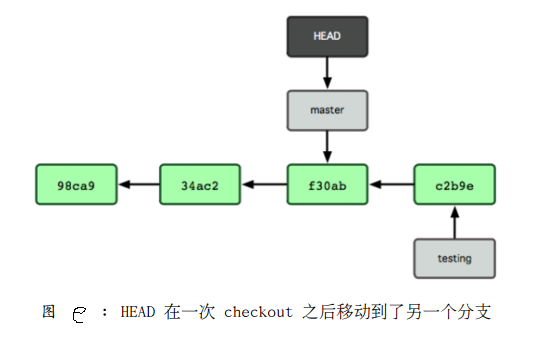 HEAD
master
98ca9
34ac2
f30ab
c2b9e
testing
图 e : HEAD 在一次 checkout 之后移动到了另一个分支